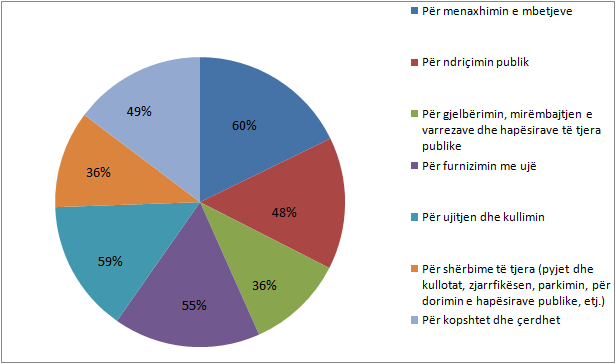 Për menaxhimin e mbetjeve
Për ndriçimin publik
Për gjelbërimin, mirëmbajtjen e
varrezave dhe hapësirave të tjera
publike
Për furnizimin me ujë
Për ujitjen dhe kullimin
Për shërbime të tjera (pyjet dhe
kullotat, zjarrfikësen, parkimin, për
dorimin e hapësirave publike, etj.)
Për kopshtet dhe çerdhet
60%
48%
36%
55%
59%
36%
49%